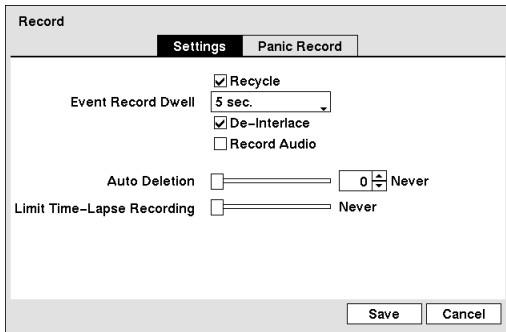 Record
Settings Panic Record
Recycle
Event Record Dwell 5 sec.
De-Interlace
Record Audio
Auto Deletion 0 Never
Limit Time-Lapse Recording Never
Save Cancel